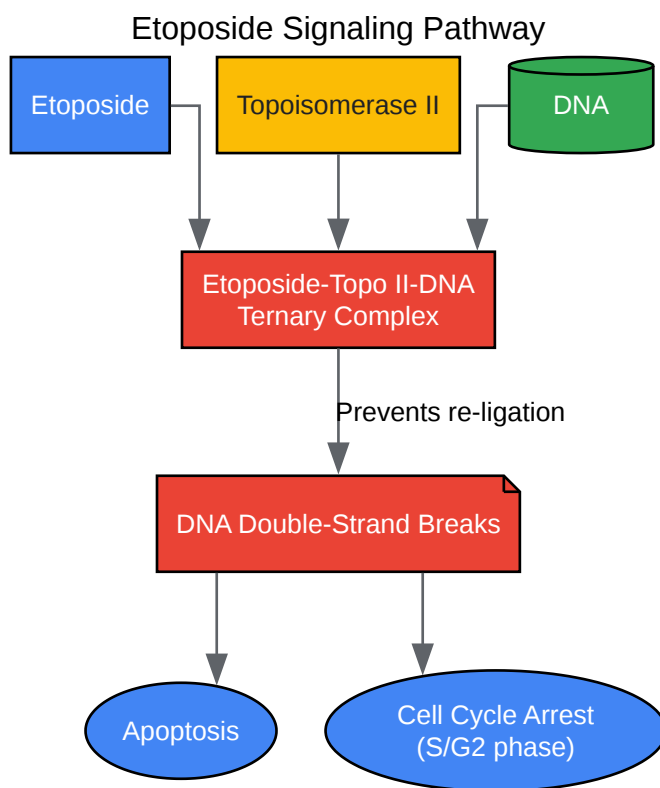 Etoposide Signaling Pathway
Etoposide
Topoisomerase II
DNA
Etoposide-Topo II-DNA
Ternary Complex
Prevents re-ligation
DNA Double-Strand Breaks
Apoptosis
Cell Cycle Arrest
(S/G2 phase)